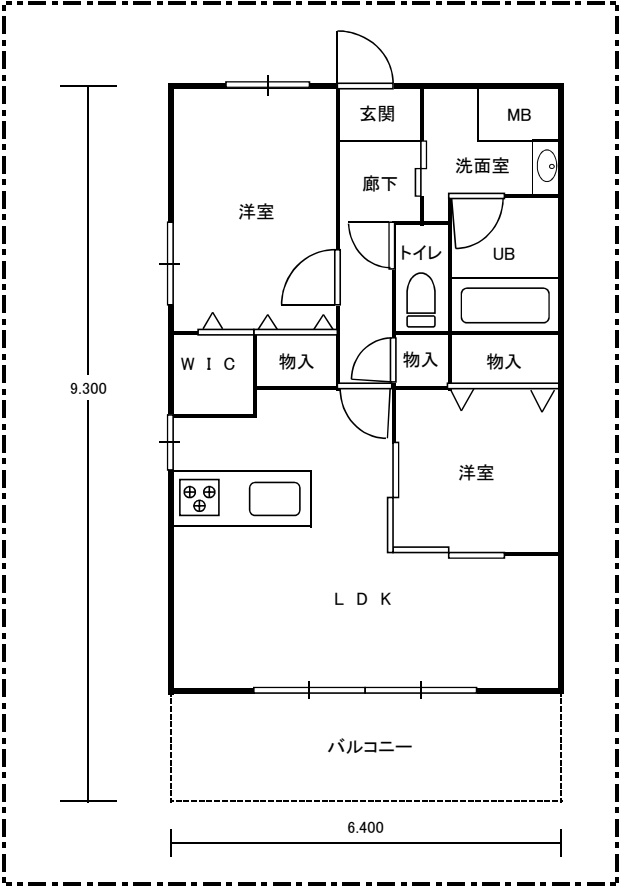 玄関
MB
洗面室
廊下
洋室
トイレ
UB
WIC
物入
物入
物入
9.300
洋室
LDK
バルコニー
6.400